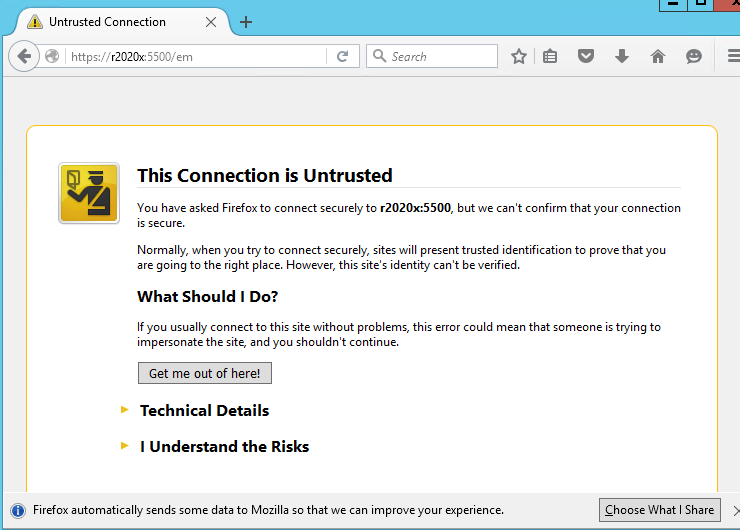 Untrusted Connection
https://r2020x:5500/em
Search
This Connection is Untrusted
You have asked Firefox to connect securely to r2020x:5500, but we can't confirm that your connection
is secure.
Normally, when you try to connect securely, sites will present trusted identification to prove that you
are going to the right place. However, this site's identity can't be verified.
What Should I Do?
If you usually connect to this site without problems, this error could mean that someone is trying to
impersonate the site, and you shouldn't continue.
Get me out of here!
Technical Details
I Understand the Risks
Firefox automatically sends some data to Mozilla so that we can improve your experience.
Choose What I Share